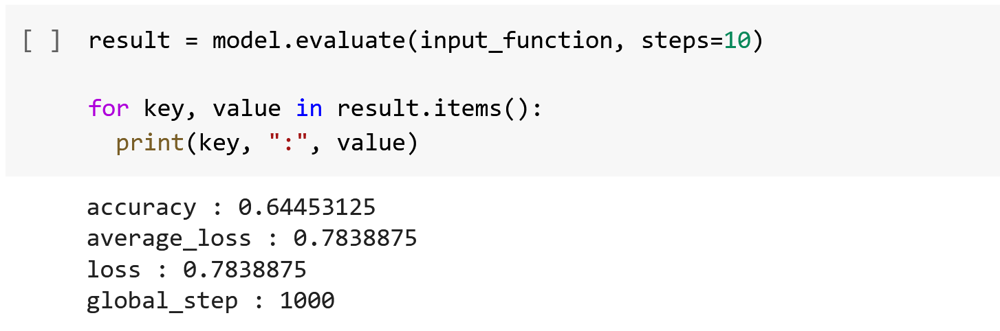 [ ] result = model.evaluate(input_function, steps=10)
for key, value in result.items():
print(key, ":", value)
accuracy : 0.64453125
average_loss : 0.7838875
loss : 0.7838875
global_step : 1000